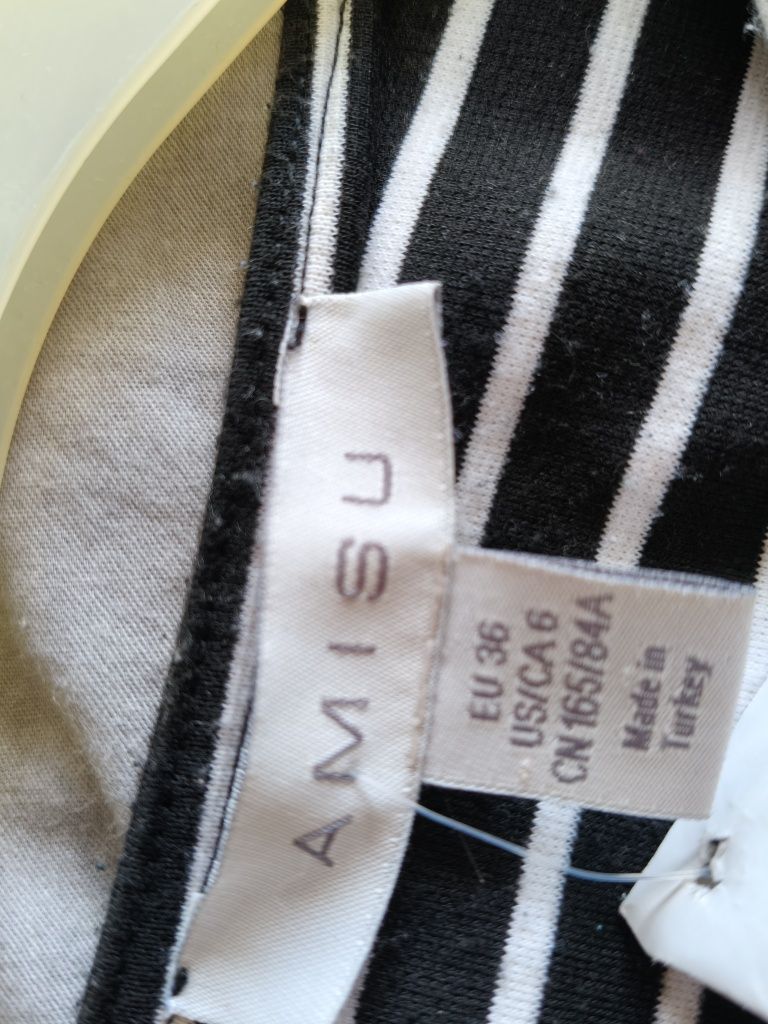 AMISU
EU 36
US/CA 6
CN 165/84A
Made in
Turkey